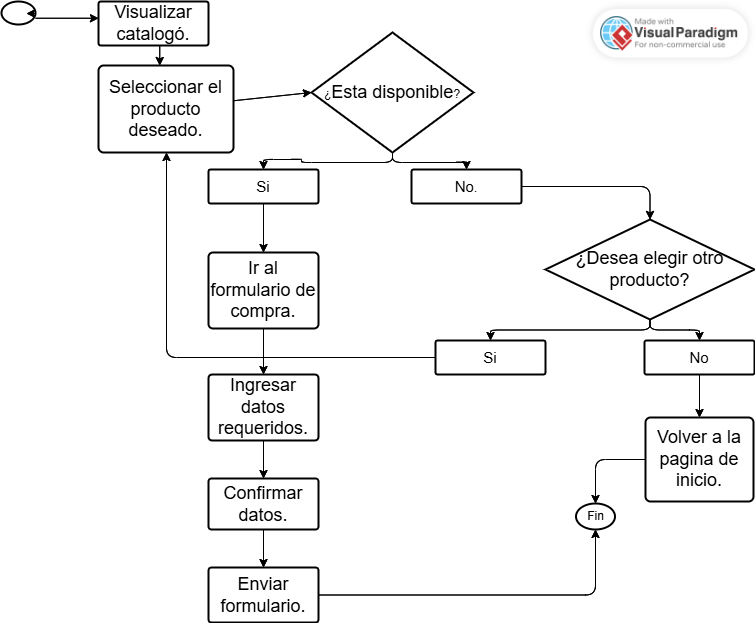 Visualizar
catalogó.
Made with
VisualParadigm
For non-commercial use
Seleccionar el
producto
deseado.
¿Esta disponible?
Si
No.
¿Desea elegir otro
producto?
Ir al
formulario de
compra.
Si
No
Ingresar
datos
requeridos.
Volver a la
pagina de
inicio.
Confirmar
datos.
Fin
Enviar
formulario.